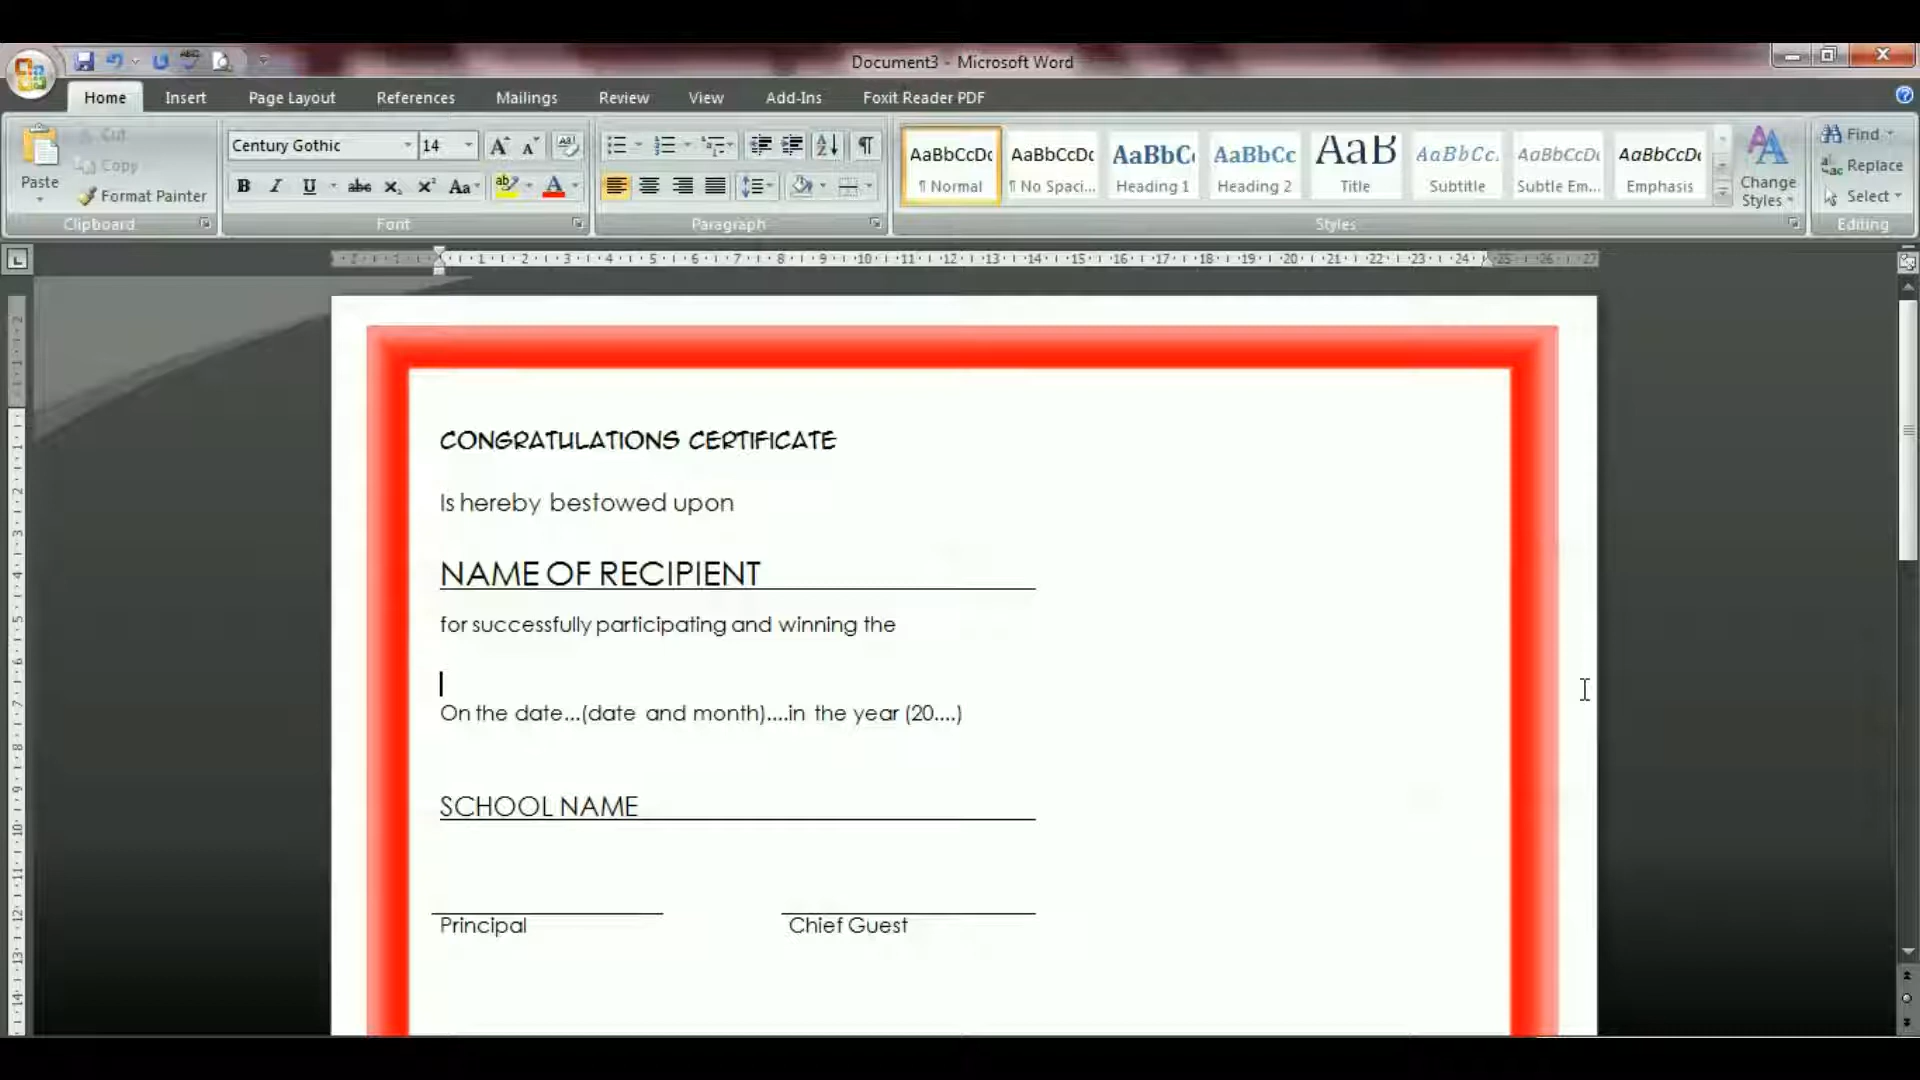 Document3 - Microsoft Word
Home Insert Page Layout References Mailings Review View Add-Ins Foxit Reader PDF
Cut
Copy
Paste
Format Painter
Clipboard
Century Gothic 14
Font
Paragraph
AaBbCcDc AaBbCcDc AaBbC AaBbCc AaB AaBbCc. AaBbCcDt AaBbCcDt
¶ Normal ¶ No Spaci... Heading 1 Heading 2 Title Subtitle Subtle Em... Emphasis
Change
Styles
Styles
Find
Replace
Select
Editing
CONGRATULATIONS CERTIFICATE
Is hereby bestowed upon
NAME OF RECIPIENT
for successfully participating and winning the
On the date...(date and month)....in the year (20....)
SCHOOL NAME
Principal Chief Guest